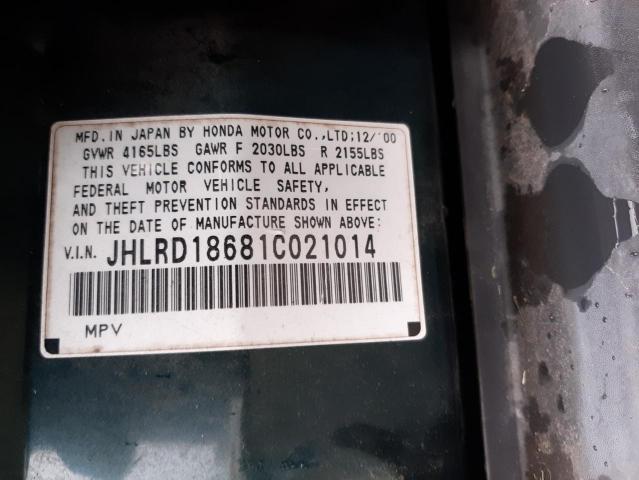 MFD.IN JAPAN BY HONDA MOTOR CO.,LTD;12/'00
GVWR 4165LBS GAWR F 2030LBS R 2155LBS
THIS VEHICLE CONFORMS TO ALL APPLICABLE
FEDERAL MOTOR VEHICLE SAFETY,
AND THEFT PREVENTION STANDARDS IN EFFECT
ON THE DATE OF MANUFACTURE SHOWN ABOVE:
V.I.N. JHLRD18681C021014
MPV